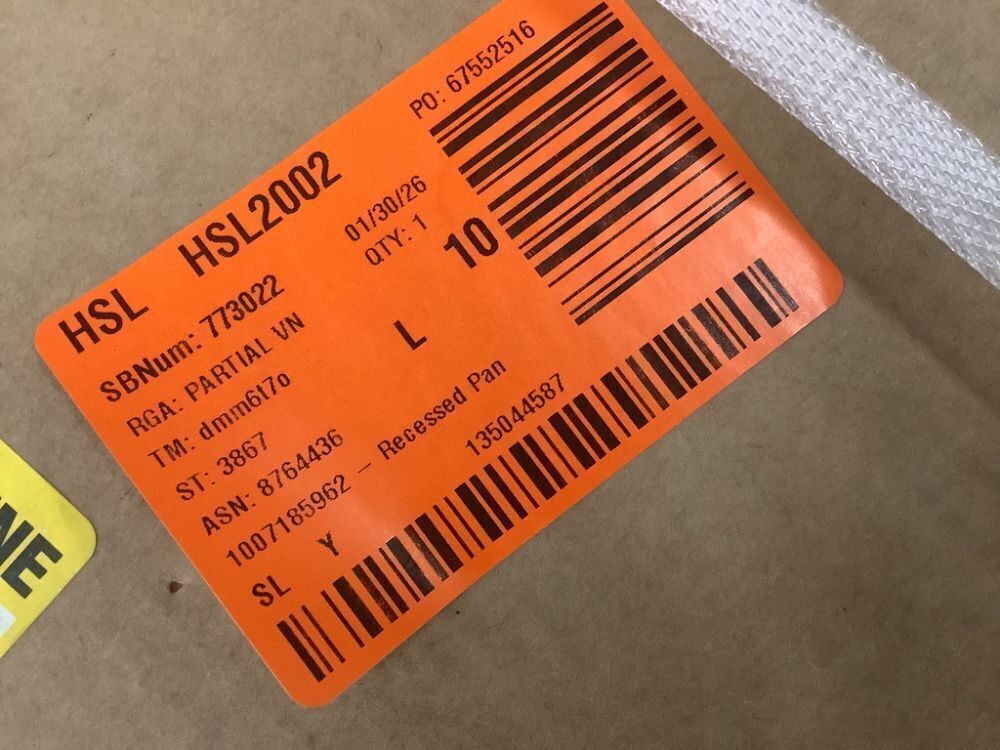 HSL HSL2002
PO: 67552516
SBNum: 773022
01/30/26
RGA: PARTIAL VN
QTY: 1
10
TM: dmm6l7o
L
ST: 3867
ASN: 8764436
1007185962 - Recessed Pan
SL Y
135044587